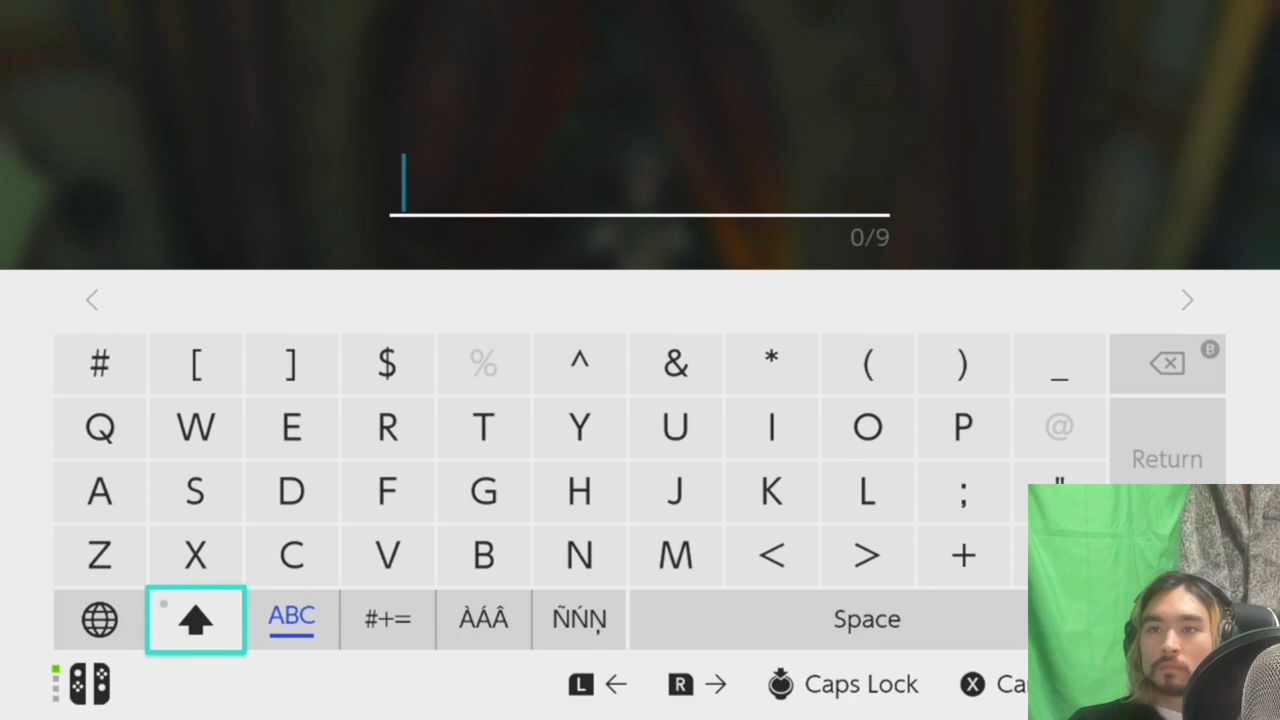 0/9
# [ ] $ % ^ & * ( ) _ B
Q W E R T Y U I O P @
Return
A S D F G H J K L ; "
Z X C V B N M < > +
ABC #+= ÀÁÂ ÑŃŅ Space
L ← R → Caps Lock X